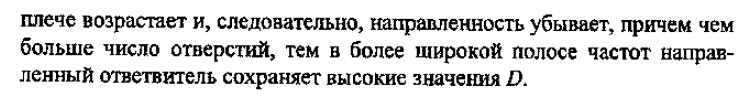 плече возрастает и, следовательно, направленность убывает, причем чем
больше число отверстий, тем в более широкой полосе частот направ-
ленный ответвитель сохраняет высокие значения D.